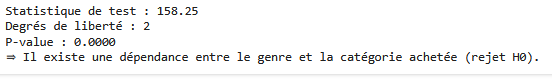 Statistique de test : 158.25
Degrés de liberté : 2
P-value : 0.0000
⇒ Il existe une dépendance entre le genre et la catégorie achetée (rejet H0).